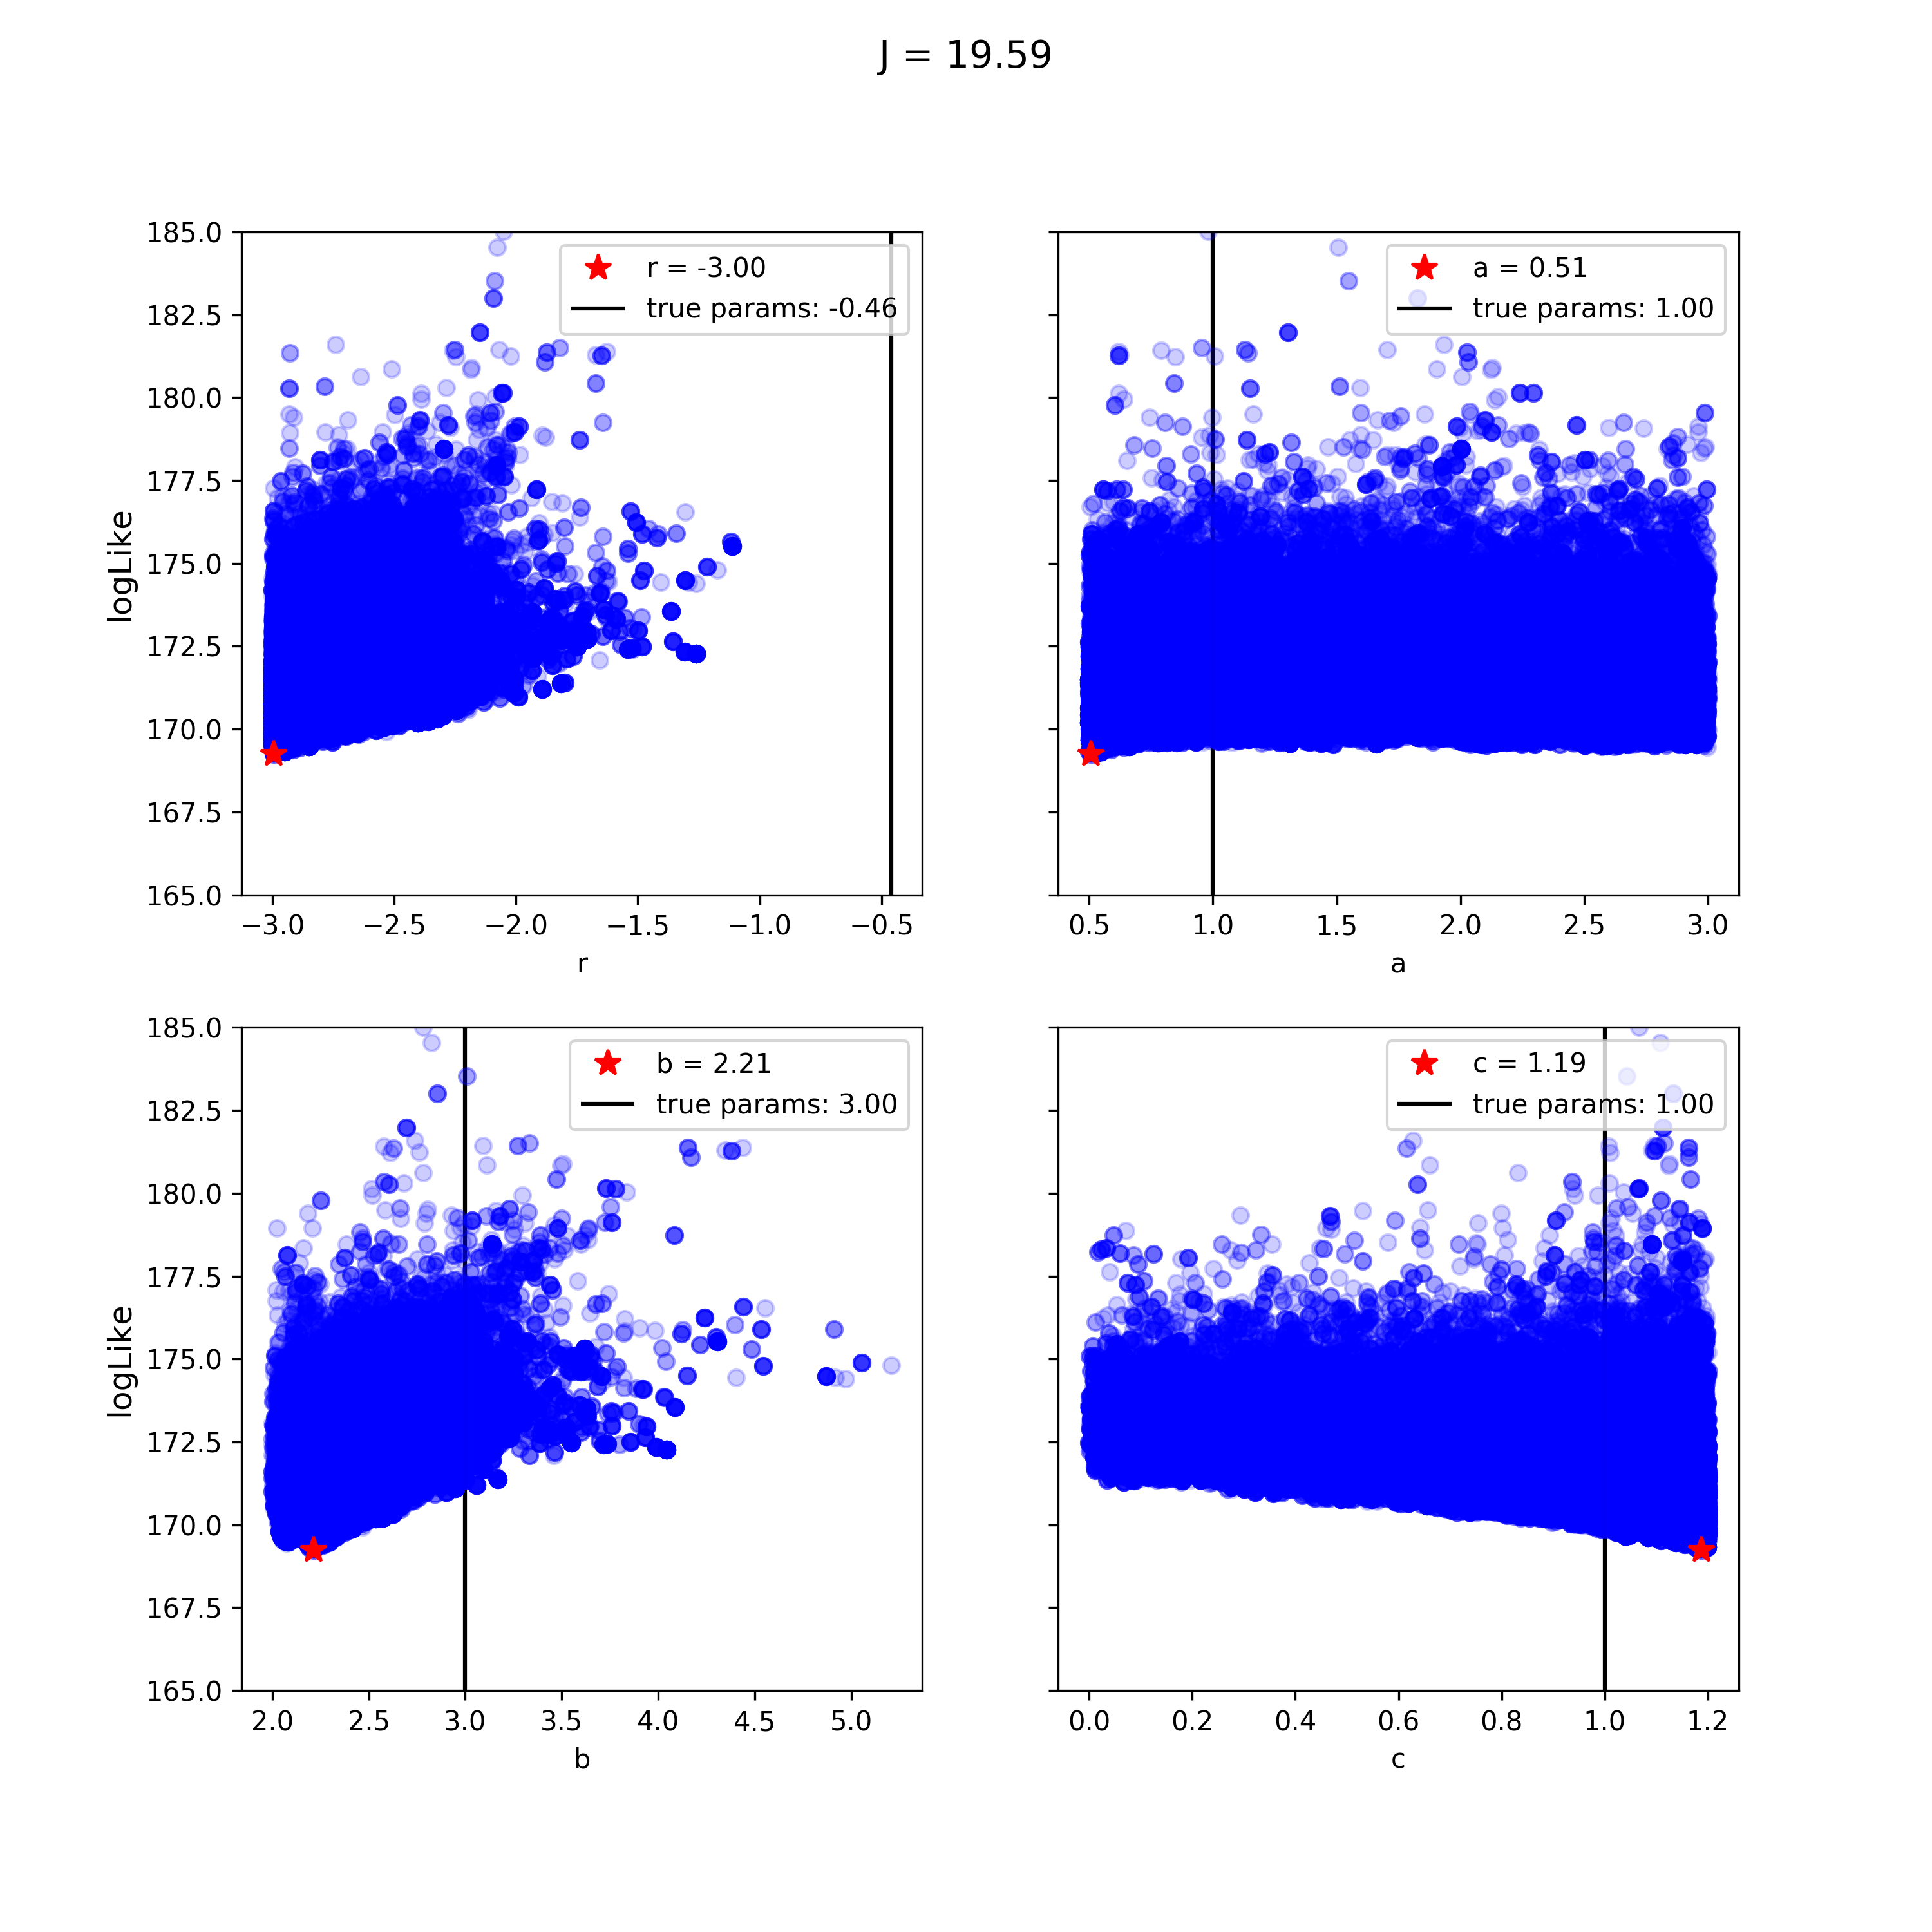 J = 19.59
185.0
182.5
180.0
177.5
175.0
172.5
170.0
167.5
165.0
logLike
r = -3.00
true params: -0.46
−3.0 −2.5 −2.0 −1.5 −1.0 −0.5
r
a = 0.51
true params: 1.00
0.5 1.0 1.5 2.0 2.5 3.0
a
185.0
182.5
180.0
177.5
175.0
172.5
170.0
167.5
165.0
logLike
b = 2.21
true params: 3.00
2.0 2.5 3.0 3.5 4.0 4.5 5.0
b
c = 1.19
true params: 1.00
0.0 0.2 0.4 0.6 0.8 1.0 1.2
c